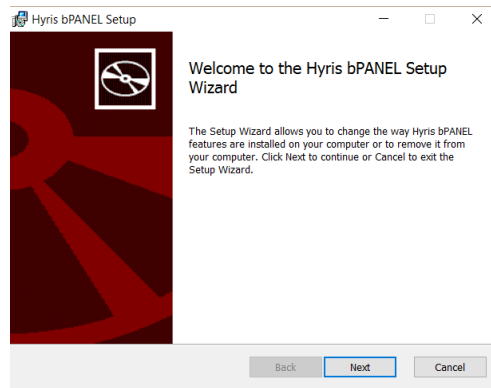 Hyris bPANEL Setup
Welcome to the Hyris bPANEL Setup
Wizard
The Setup Wizard allows you to change the way Hyris bPANEL
features are installed on your computer or to remove it from
your computer. Click Next to continue or Cancel to exit the
Setup Wizard.
Back Next Cancel